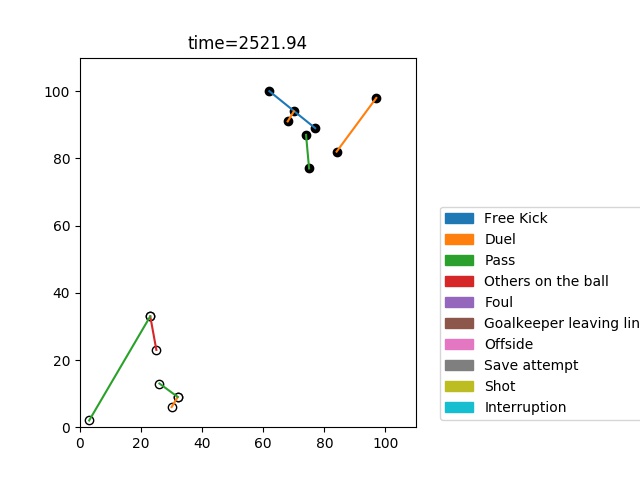 time=2521.94
100
80
60
40
20
0
0 20 40 60 80 100
Free Kick
Duel
Pass
Others on the ball
Foul
Goalkeeper leaving lin
Offside
Save attempt
Shot
Interruption